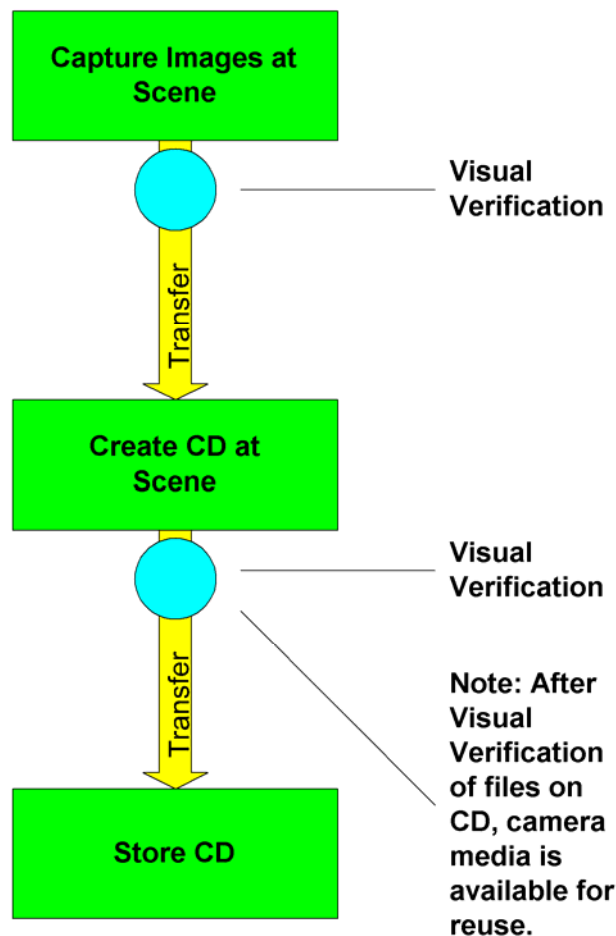 Capture Images at
Scene
Visual
Verification
Transfer
Create CD at
Scene
Visual
Verification
Transfer
Note: After
Visual
Verification
of files on
CD, camera
media is
available for
reuse.
Store CD